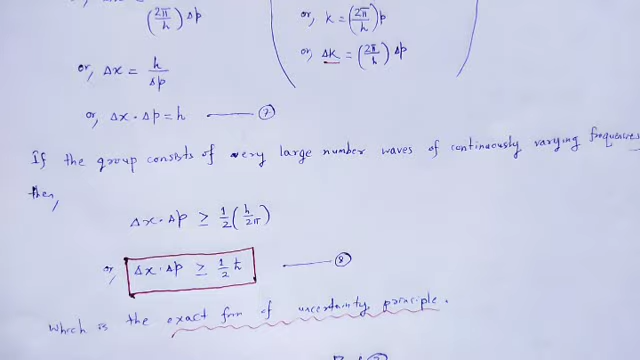 (2π/h) Δp
or, k = (2π/h) p
or, Δk = (2π/h) Δp
or, Δx = h/Δp
or, Δx · Δp = h —— ⑦
If the group consists of very large number waves of continuously varying frequencies
then,
Δx · Δp ≥ 1/2 (h/2π)
or, Δx · Δp ≥ 1/2 ħ —— ⑧
Which is the exact form of uncertainty principle.